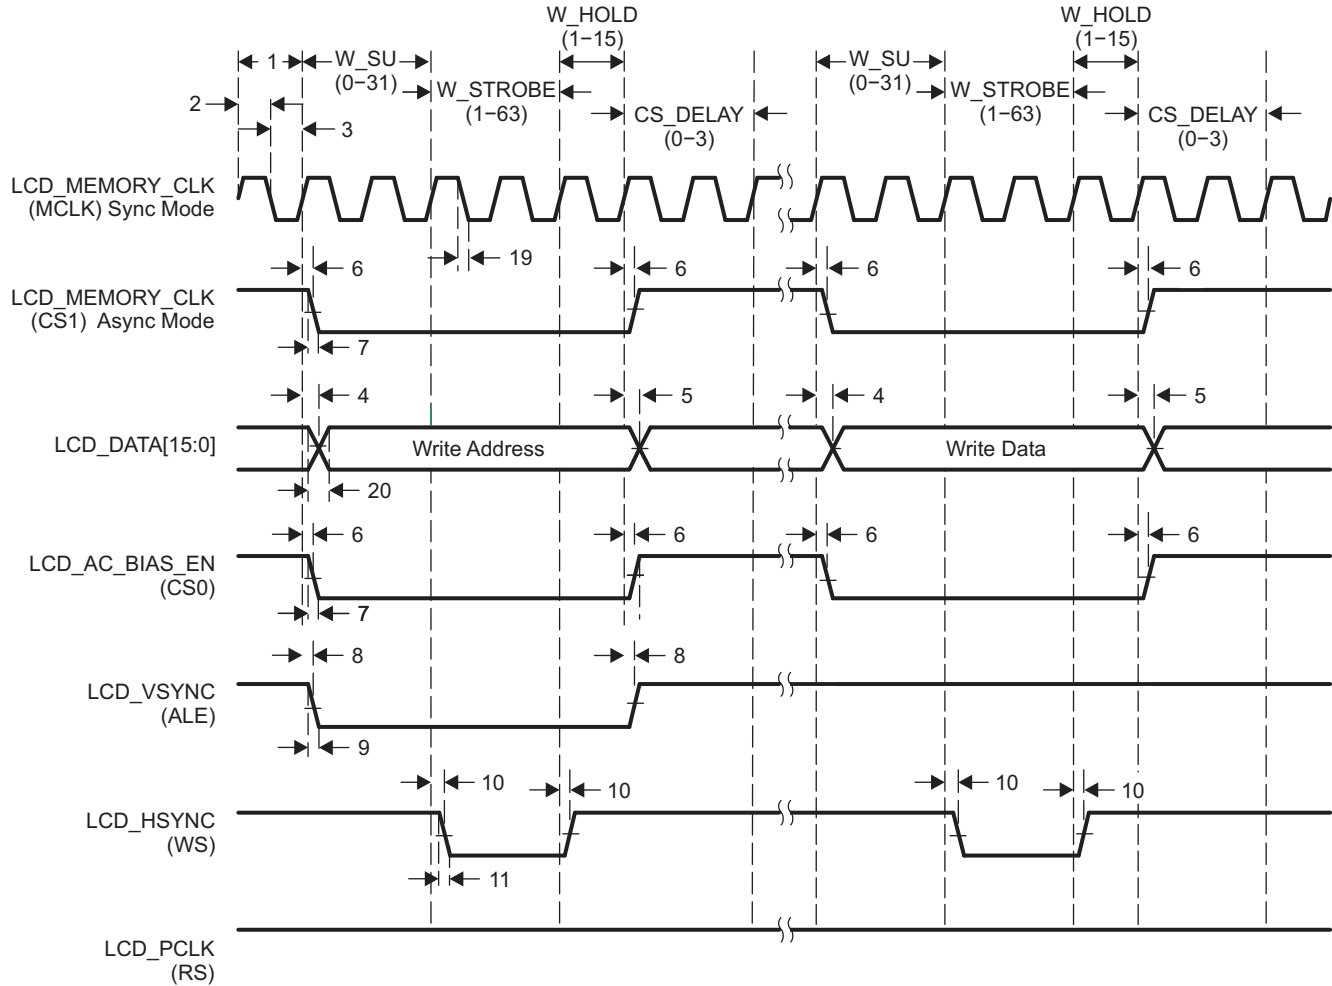 W_HOLD W_HOLD
(1−15) (1−15)
1 W_SU W_SU
(0−31) (0−31)
W_STROBE W_STROBE
(1−63) (1−63)
2
CS_DELAY CS_DELAY
(0−3) (0−3)
3
LCD_MEMORY_CLK
(MCLK) Sync Mode
19
6 6 6 6
LCD_MEMORY_CLK
(CS1) Async Mode
7
4 5 4 5
LCD_DATA[15:0] Write Address Write Data
20
6 6 6 6
LCD_AC_BIAS_EN
(CS0)
7
8 8
LCD_VSYNC
(ALE)
9
10 10 10 10
LCD_HSYNC
(WS)
11
LCD_PCLK
(RS)